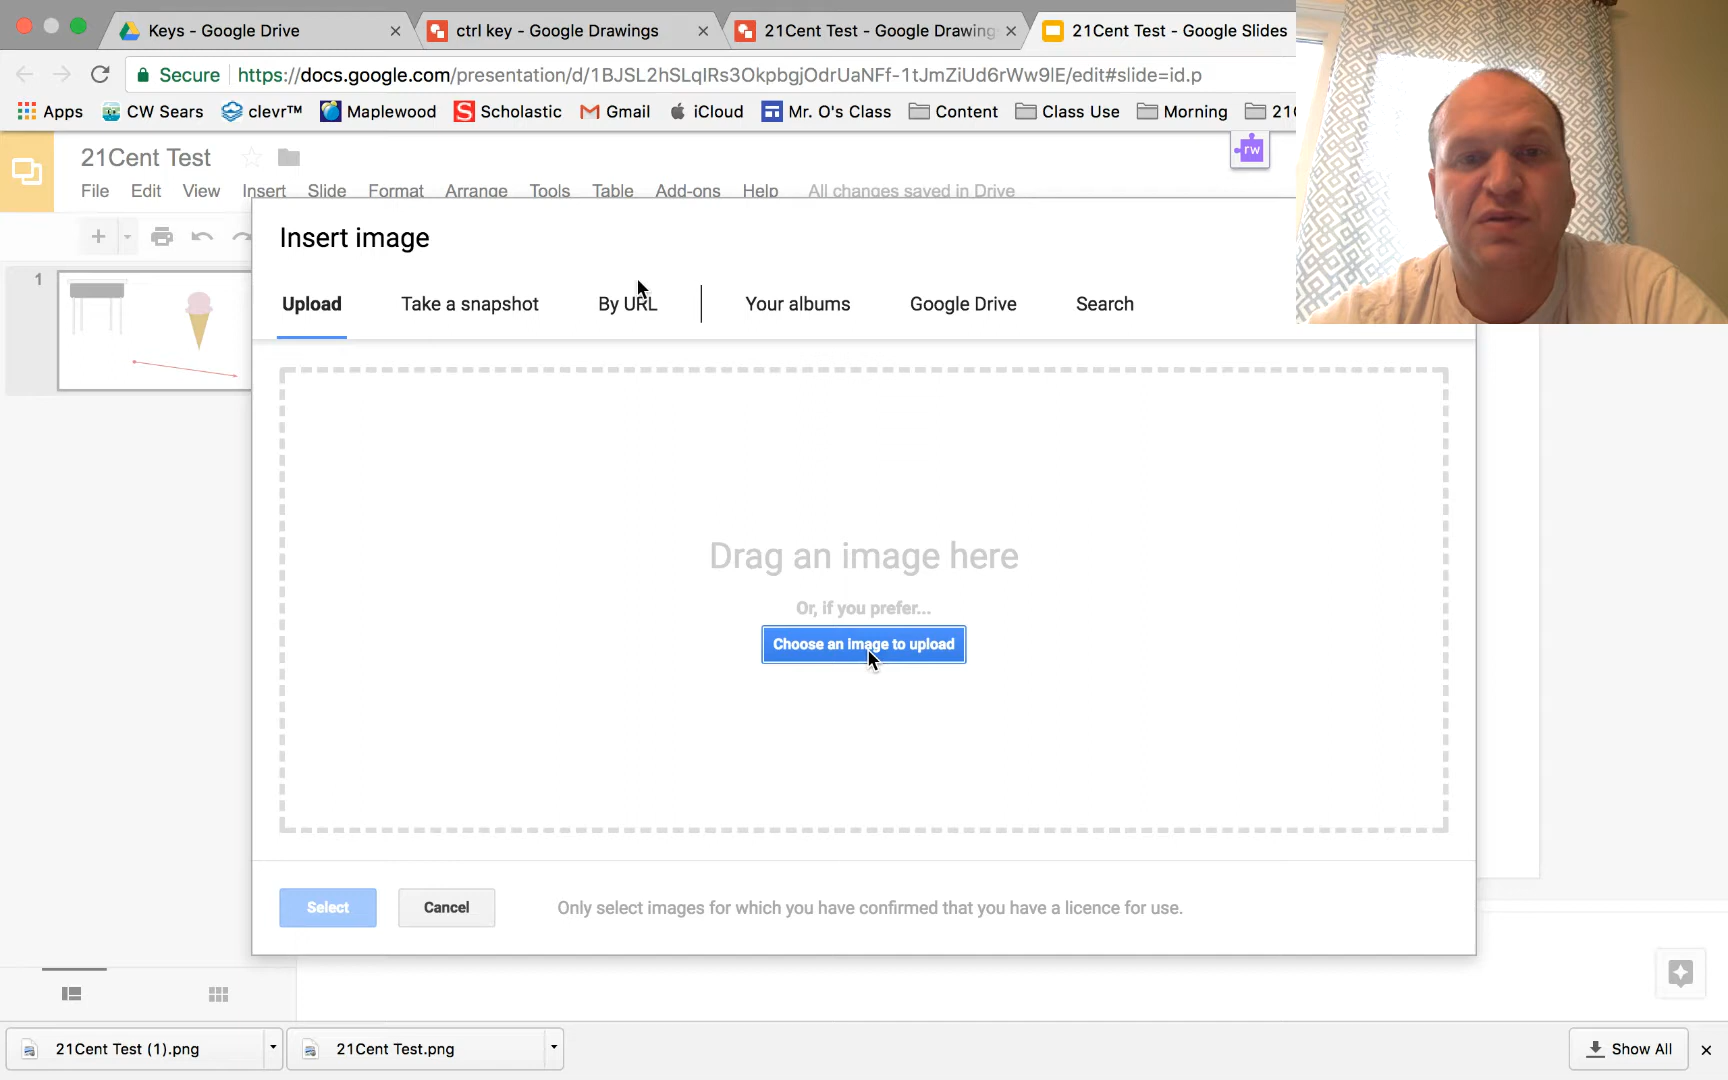 Keys - Google Drive
ctrl key - Google Drawings
21Cent Test - Google Drawing
21Cent Test - Google Slides
Secure
https://docs.google.com/presentation/d/1BJSL2hSLqlRs3OkpbgjOdrUaNFf-1tJmZiUd6rWw9lE/edit#slide=id.p
Apps
CW Sears
clevr™
Maplewood
Scholastic
Gmail
iCloud
Mr. O's Class
Content
Class Use
Morning
21
rw
21Cent Test
File Edit View Insert Slide Format Arrange Tools Table Add-ons Help All changes saved in Drive
1
Insert image
Upload Take a snapshot By URL Your albums Google Drive Search
Drag an image here
Or, if you prefer...
Choose an image to upload
Select Cancel Only select images for which you have confirmed that you have a licence for use.
21Cent Test (1).png
21Cent Test.png
Show All